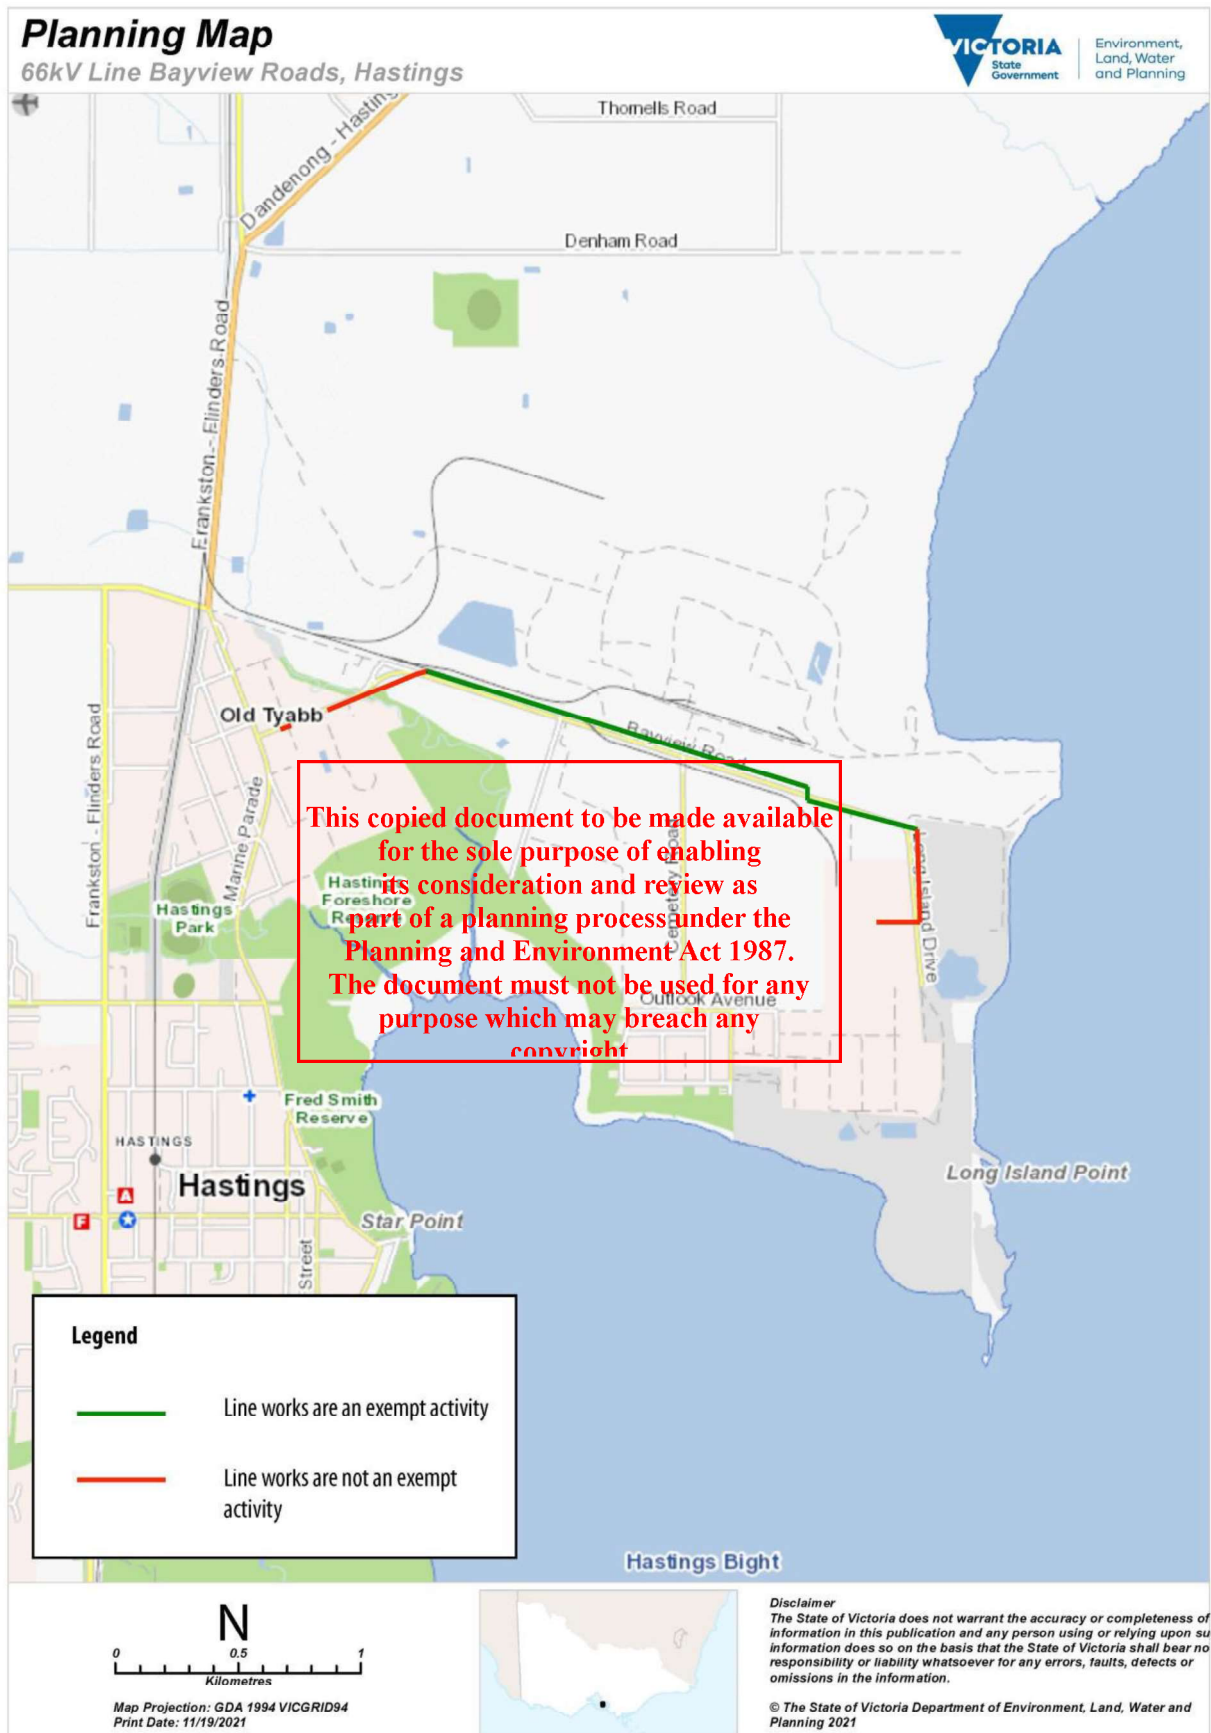 Planning Map
66kV Line Bayview Roads, Hastings
VICTORIA
State
Government
Environment,
Land, Water
and Planning
Thornells Road
Dandenong - Hastin
Denham Road
Frankston - Flinders Road
Old Tyabb
Bayview Road
Frankston - Flinders Road
Marine Parade
This copied document to be made available
for the sole purpose of enabling
its consideration and review as
part of a planning process under the
Planning and Environment Act 1987.
The document must not be used for any
purpose which may breach any
copyright
Hastings
Foreshore
Reserve
Hastings
Park
Cemetery Road
Long Island Drive
Outlook Avenue
Fred Smith
Reserve
HASTINGS
Hastings
A
F
Star Point
Long Island Point
Street
Legend
Line works are an exempt activity
Line works are not an exempt
activity
Hastings Bight
N
0 0.5 1
Kilometres
Map Projection: GDA 1994 VICGRID94
Print Date: 11/19/2021
Disclaimer
The State of Victoria does not warrant the accuracy or completeness of
information in this publication and any person using or relying upon su
information does so on the basis that the State of Victoria shall bear no
responsibility or liability whatsoever for any errors, faults, defects or
omissions in the information.
© The State of Victoria Department of Environment, Land, Water and
Planning 2021